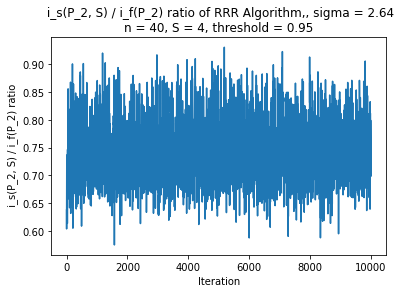 i_s(P_2, S) / i_f(P_2) ratio of RRR Algorithm,, sigma = 2.64
n = 40, S = 4, threshold = 0.95
i_s(P_2, S) / i_f(P_2) ratio
0.90
0.85
0.80
0.75
0.70
0.65
0.60
0 2000 4000 6000 8000 10000
Iteration